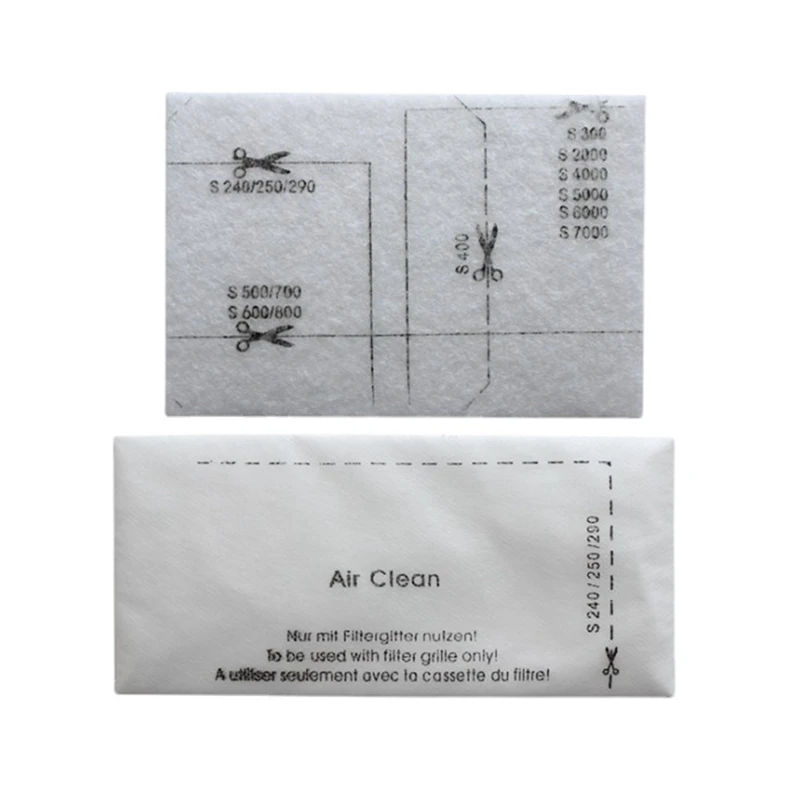 S 240/250/290
S 500/700
S 600/800
S 400
S 300
S 2000
S 4000
S 5000
S 6000
S 7000
S 240/250/290
Air Clean
Nur mit Filtergitter nutzen!
To be used with filter grille only!
A utiliser seulement avec la cassette du filtre!